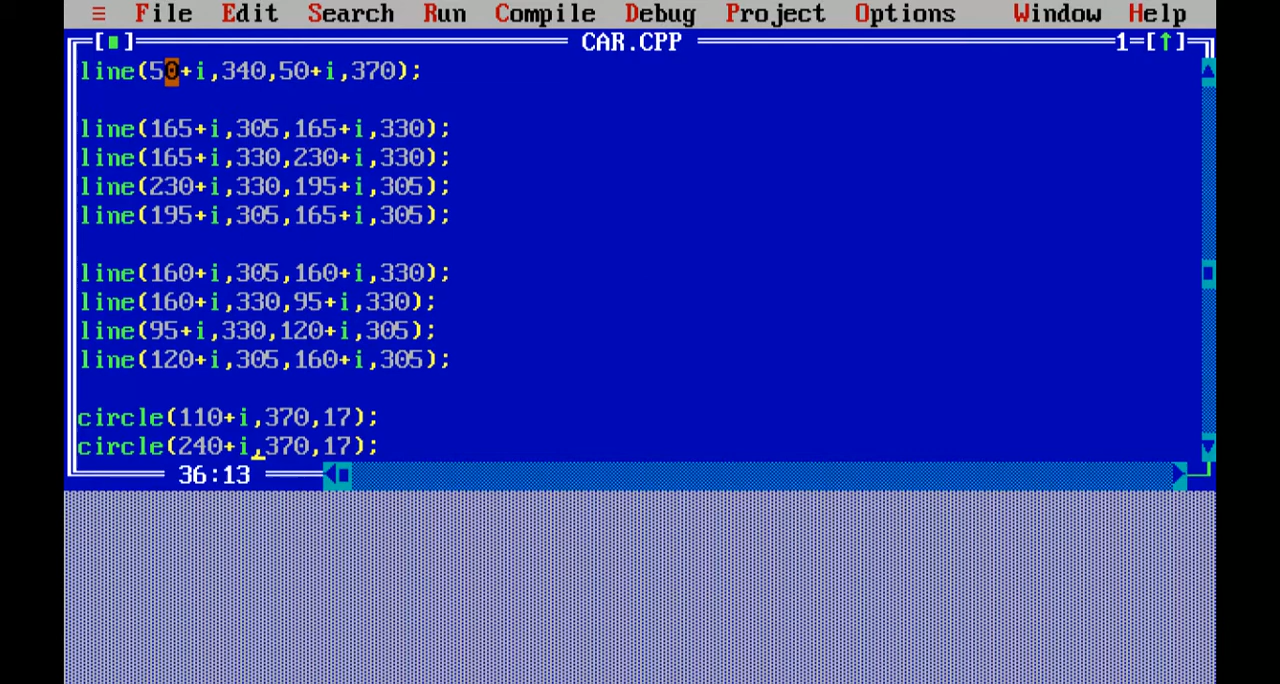 ≡ File Edit Search Run Compile Debug Project Options Window Help
[■] CAR.CPP 1=[↑]
line(50+i,340,50+i,370);
line(165+i,305,165+i,330);
line(165+i,330,230+i,330);
line(230+i,330,195+i,305);
line(195+i,305,165+i,305);
line(160+i,305,160+i,330);
line(160+i,330,95+i,330);
line(95+i,330,120+i,305);
line(120+i,305,160+i,305);
circle(110+i,370,17);
circle(240+i,370,17);
36:13